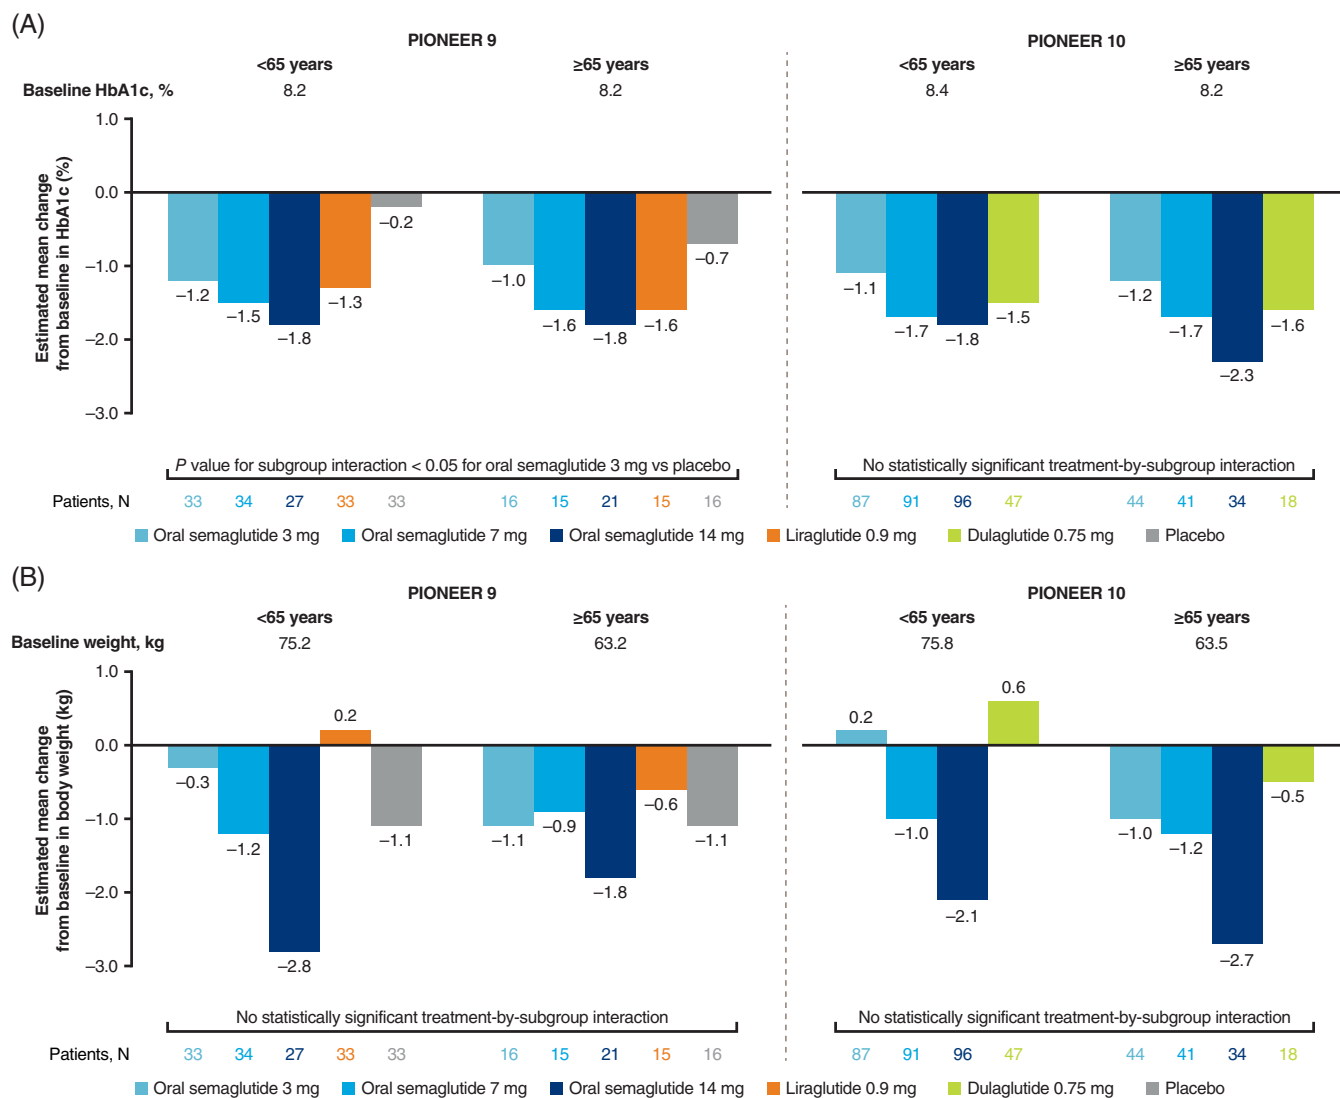 (A)
PIONEER 9
PIONEER 10
<65 years
≥65 years
<65 years
≥65 years
Baseline HbA1c, %
8.2
8.2
8.4
8.2
Estimated mean change
from baseline in HbA1c (%)
1.0
0.0
−1.0
−2.0
−3.0
−1.2
−1.5
−1.8
−1.3
−0.2
−1.0
−1.6
−1.8
−1.6
−0.7
−1.1
−1.7
−1.8
−1.5
−1.2
−1.7
−2.3
−1.6
P value for subgroup interaction < 0.05 for oral semaglutide 3 mg vs placebo
No statistically significant treatment-by-subgroup interaction
Patients, N 33 34 27 33 33 16 15 21 15 16 87 91 96 47 44 41 34 18
Oral semaglutide 3 mg Oral semaglutide 7 mg Oral semaglutide 14 mg Liraglutide 0.9 mg Dulaglutide 0.75 mg Placebo
(B)
PIONEER 9
PIONEER 10
<65 years
≥65 years
<65 years
≥65 years
Baseline weight, kg
75.2
63.2
75.8
63.5
Estimated mean change
from baseline in body weight (kg)
1.0
0.0
−1.0
−2.0
−3.0
−0.3
−1.2
−2.8
0.2
−1.1
−1.1
−0.9
−1.8
−0.6
−1.1
0.2
−1.0
−2.1
0.6
−1.0
−1.2
−2.7
−0.5
No statistically significant treatment-by-subgroup interaction
No statistically significant treatment-by-subgroup interaction
Patients, N 33 34 27 33 33 16 15 21 15 16 87 91 96 47 44 41 34 18
Oral semaglutide 3 mg Oral semaglutide 7 mg Oral semaglutide 14 mg Liraglutide 0.9 mg Dulaglutide 0.75 mg Placebo